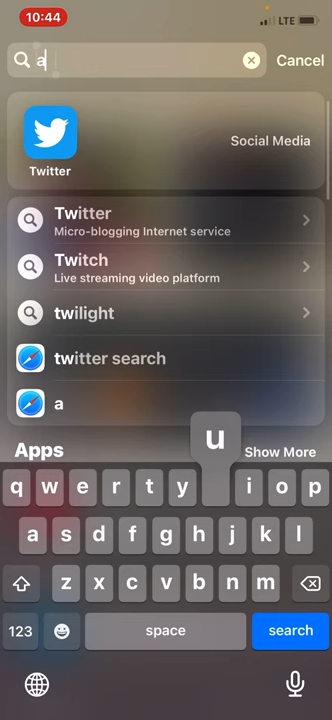 10:44
LTE
a
Cancel
Twitter
Social Media
Twitter
Micro-blogging Internet service
Twitch
Live streaming video platform
twilight
twitter search
a
Apps
Show More
u
q w e r t y i o p
a s d f g h j k l
z x c v b n m
123 space search